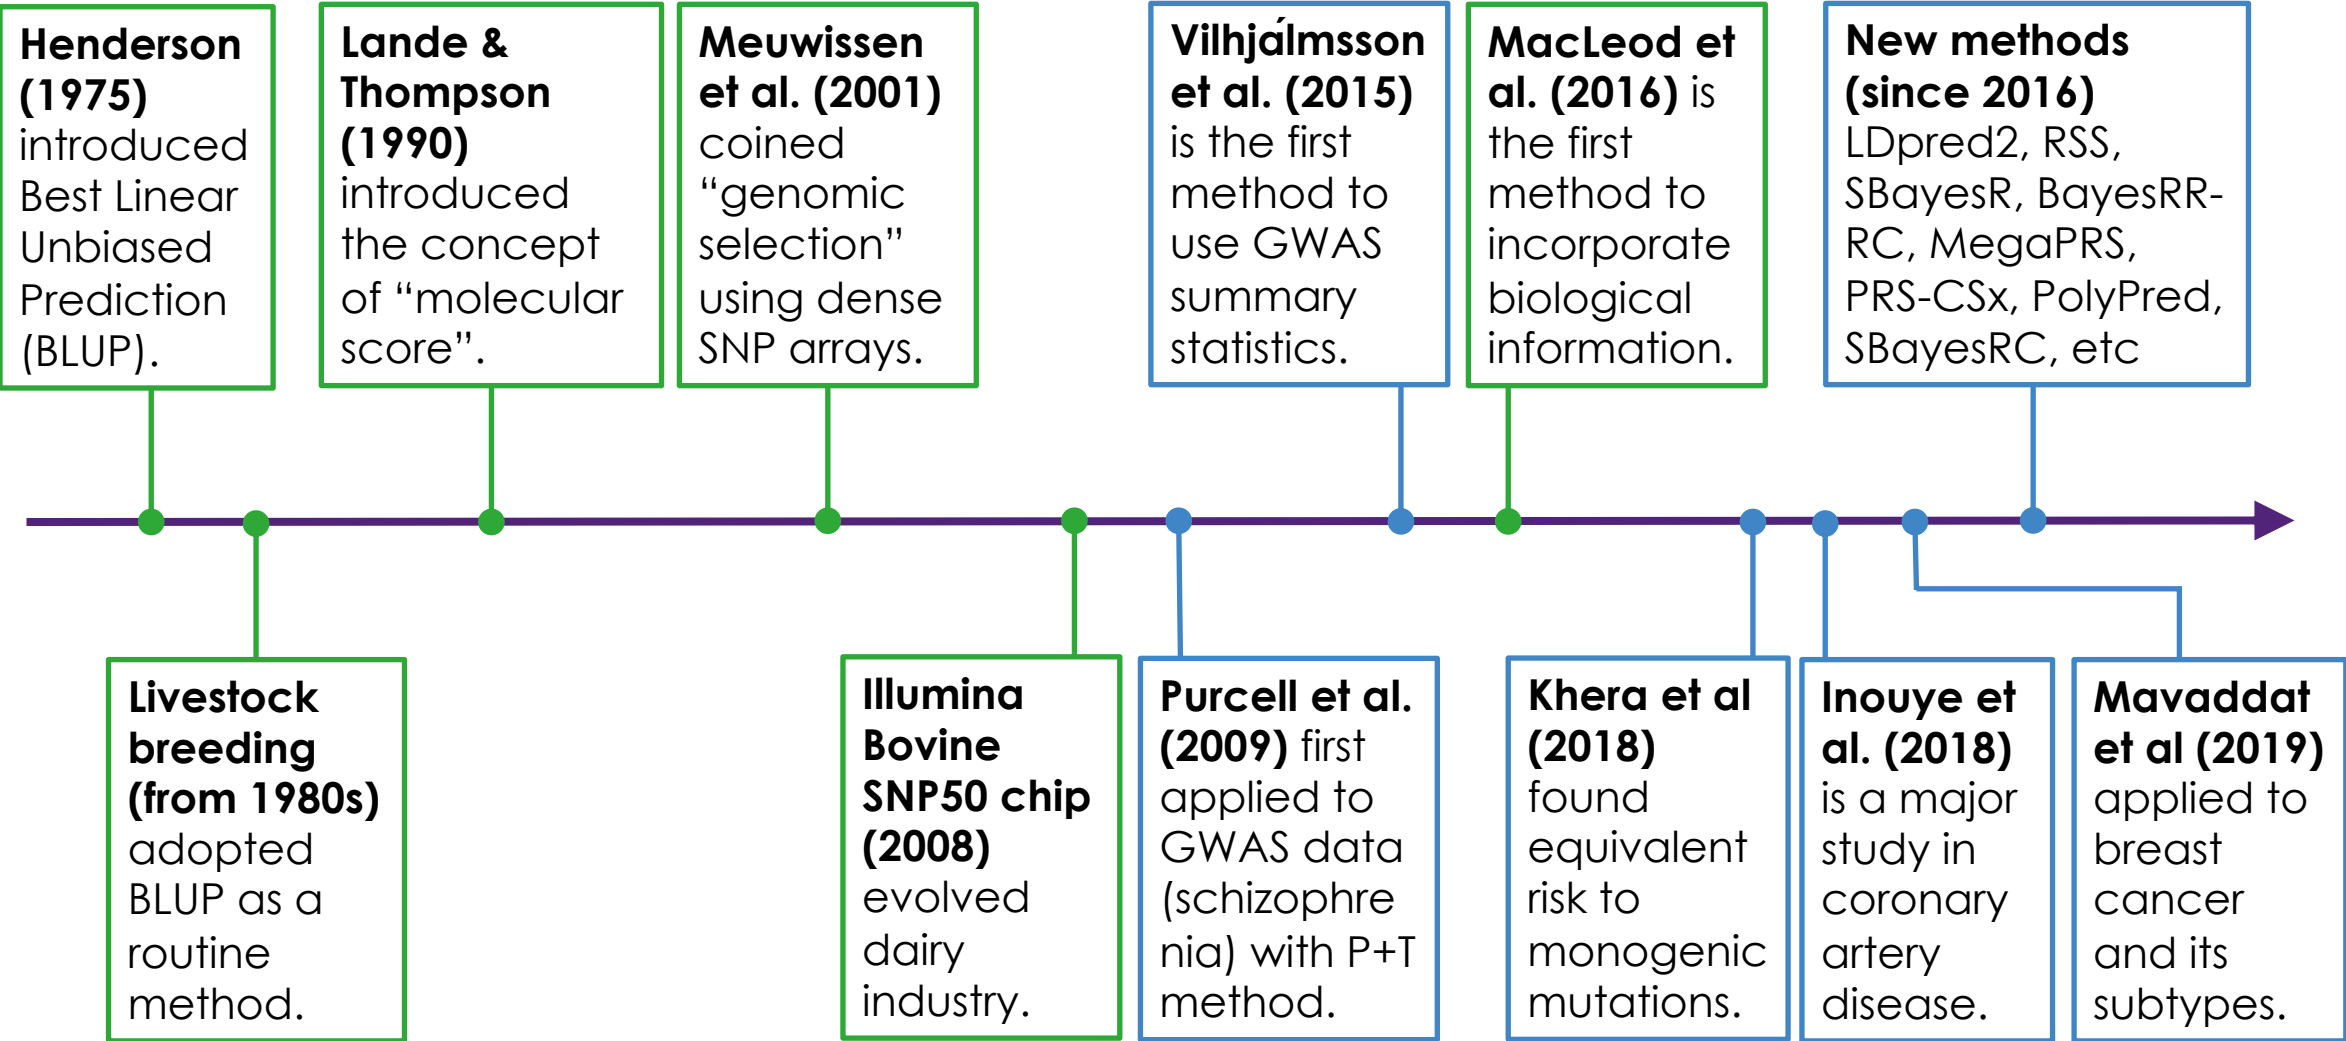 Henderson
(1975)
introduced
Best Linear
Unbiased
Prediction
(BLUP).
Lande &
Thompson
(1990)
introduced
the concept
of “molecular
score”.
Meuwissen
et al. (2001)
coined
“genomic
selection”
using dense
SNP arrays.
Vilhjálmsson
et al. (2015)
is the first
method to
use GWAS
summary
statistics.
MacLeod et
al. (2016) is
the first
method to
incorporate
biological
information.
New methods
(since 2016)
LDpred2, RSS,
SBayesR, BayesRR-
RC, MegaPRS,
PRS-CSx, PolyPred,
SBayesRC, etc
Livestock
breeding
(from 1980s)
adopted
BLUP as a
routine
method.
Illumina
Bovine
SNP50 chip
(2008)
evolved
dairy
industry.
Purcell et al.
(2009) first
applied to
GWAS data
(schizophre
nia) with P+T
method.
Khera et al
(2018)
found
equivalent
risk to
monogenic
mutations.
Inouye et
al. (2018)
is a major
study in
coronary
artery
disease.
Mavaddat
et al (2019)
applied to
breast
cancer
and its
subtypes.